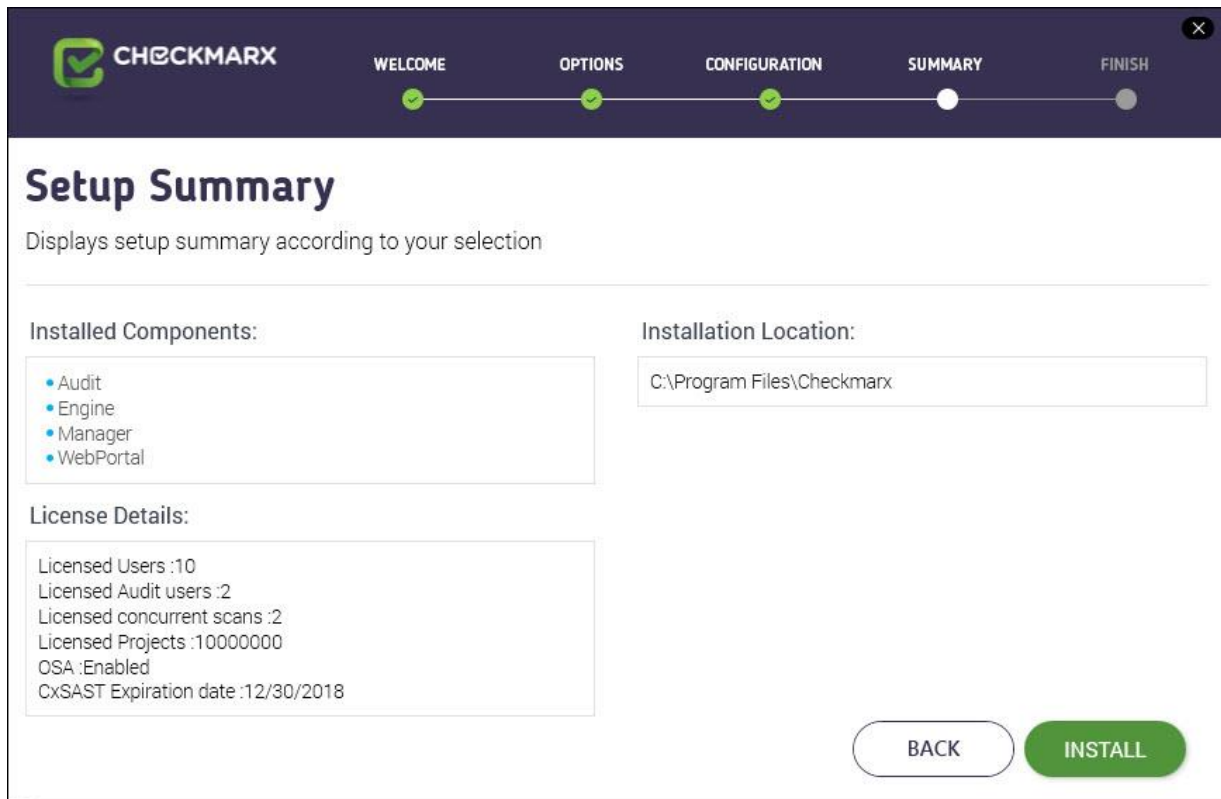 CHECKMARX
WELCOME
OPTIONS
CONFIGURATION
SUMMARY
FINISH
Setup Summary
Displays setup summary according to your selection
Installed Components:
• Audit
• Engine
• Manager
• WebPortal
Installation Location:
C:\Program Files\Checkmarx
License Details:
Licensed Users :10
Licensed Audit users :2
Licensed concurrent scans :2
Licensed Projects :10000000
OSA :Enabled
CxSAST Expiration date :12/30/2018
BACK
INSTALL